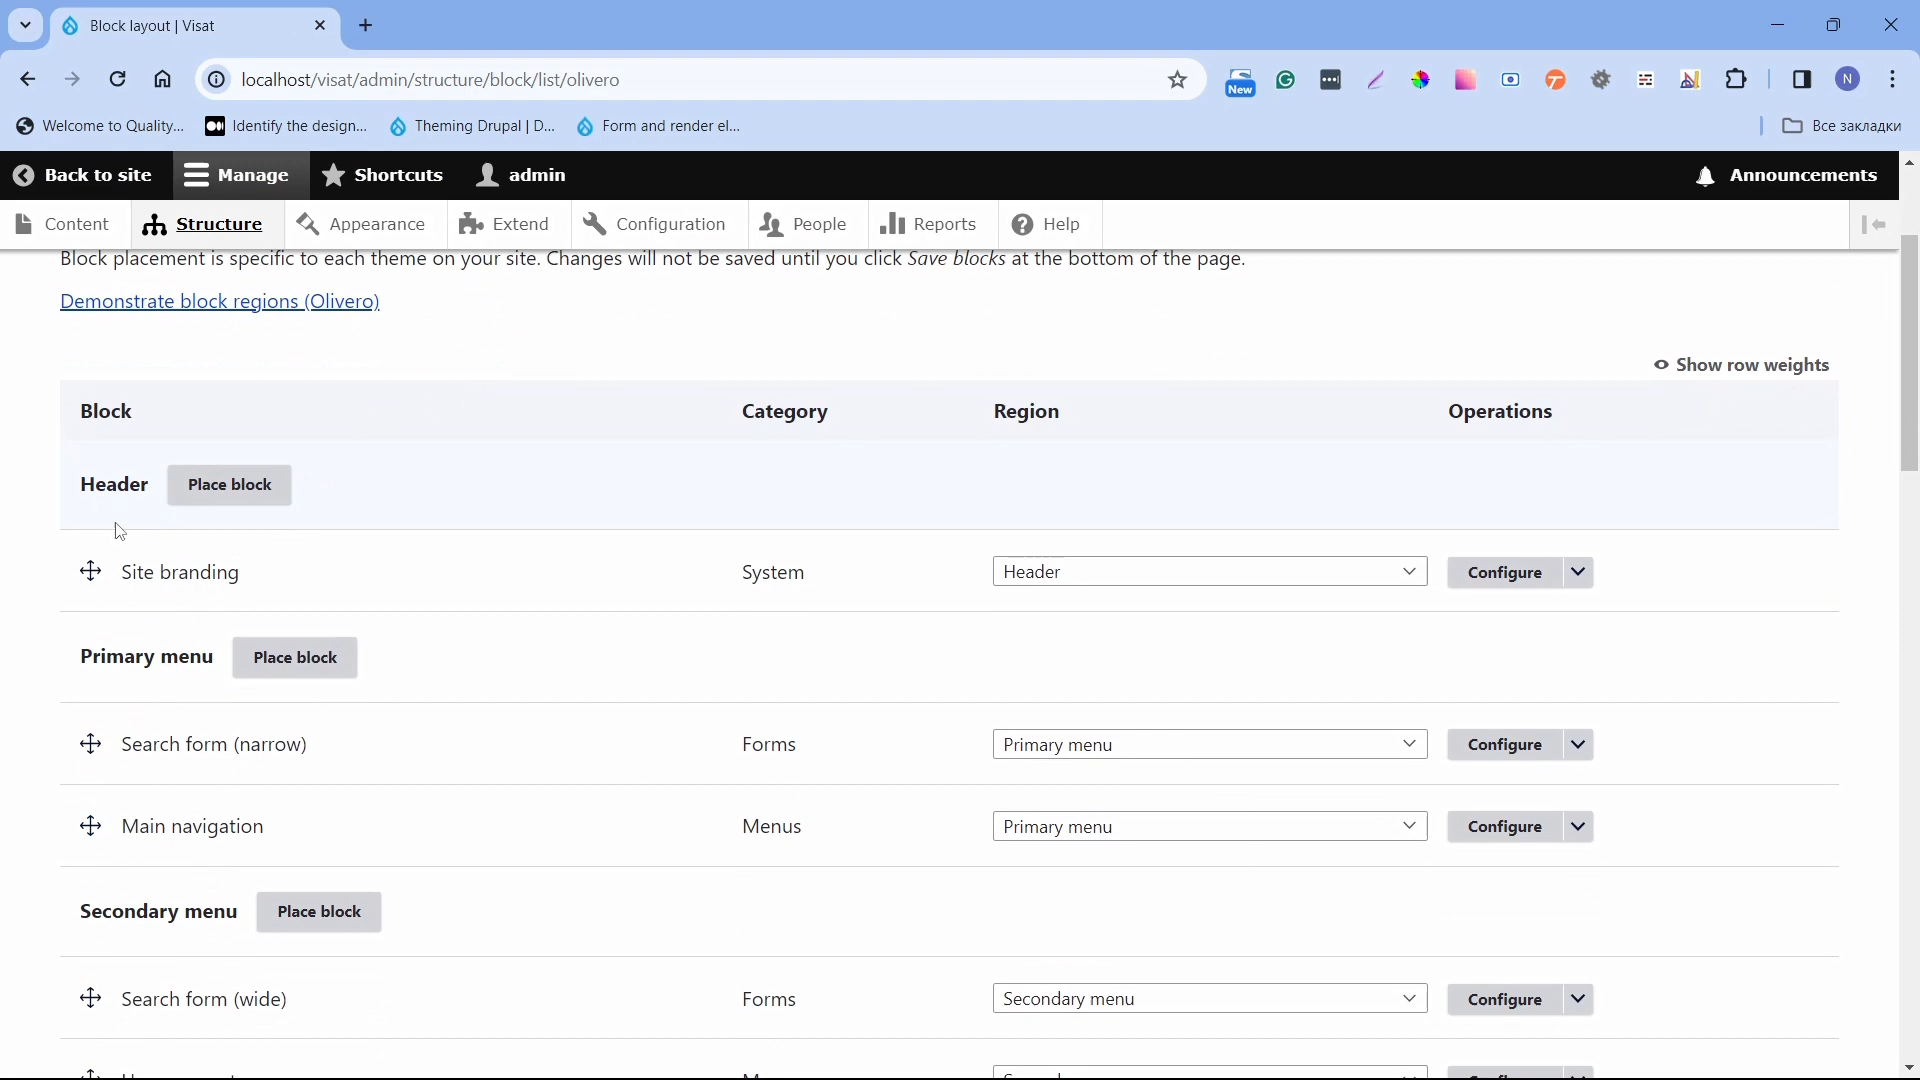 Block layout | Visat
localhost/visat/admin/structure/block/list/olivero
New
N
Welcome to Quality...
Identify the design...
Theming Drupal | D...
Form and render el...
Все закладки
Back to site
Manage
Shortcuts
admin
Announcements
Content
Structure
Appearance
Extend
Configuration
People
Reports
Help
Block placement is specific to each theme on your site. Changes will not be saved until you click Save blocks at the bottom of the page.
Demonstrate block regions (Olivero)
Show row weights
Block Category Region Operations
Header Place block
Site branding System Header Configure
Primary menu Place block
Search form (narrow) Forms Primary menu Configure
Main navigation Menus Primary menu Configure
Secondary menu Place block
Search form (wide) Forms Secondary menu Configure